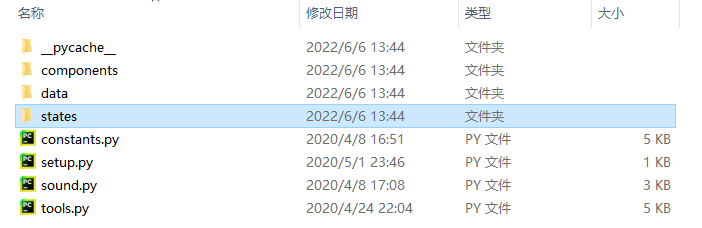 名称 修改日期 类型 大小
__pycache__ 2022/6/6 13:44 文件夹
components 2022/6/6 13:44 文件夹
data 2022/6/6 13:44 文件夹
states 2022/6/6 13:44 文件夹
constants.py 2020/4/8 16:51 PY 文件 5 KB
setup.py 2020/5/1 23:46 PY 文件 1 KB
sound.py 2020/4/8 17:08 PY 文件 3 KB
tools.py 2020/4/24 22:04 PY 文件 5 KB